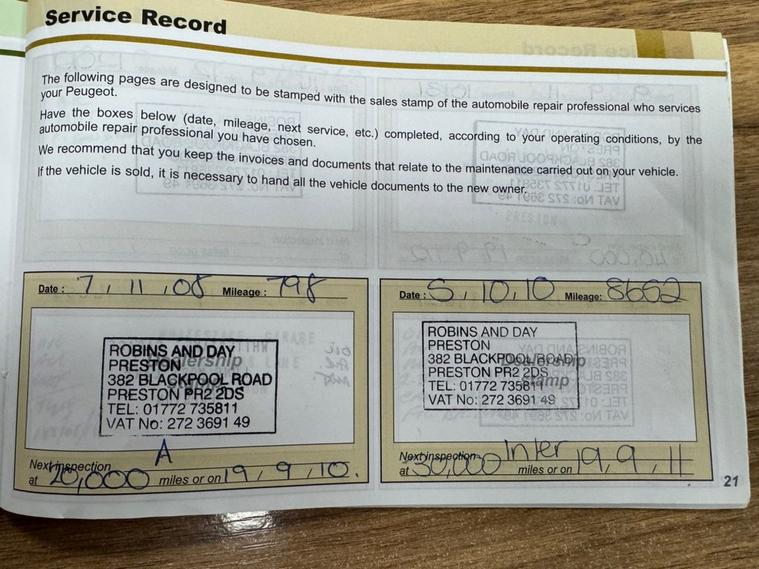 Service Record
The following pages are designed to be stamped with the sales stamp of the automobile repair professional who services
your Peugeot.
Have the boxes below (date, mileage, next service, etc.) completed, according to your operating conditions, by the
automobile repair professional you have chosen.
We recommend that you keep the invoices and documents that relate to the maintenance carried out on your vehicle.
If the vehicle is sold, it is necessary to hand all the vehicle documents to the new owner.
Date : 7 / 11 / 08 Mileage : 798
ROBINS AND DAY
PRESTON
382 BLACKPOOL ROAD
PRESTON PR2 2DS
TEL: 01772 735811
VAT No: 272 3691 49
A
Next inspection
at 20,000 miles or on 19 / 9 / 10.
Date : 5 / 10 / 10 Mileage: 8662
ROBINS AND DAY
PRESTON
382 BLACKPOOL ROAD
PRESTON PR2 2DS
TEL: 01772 735811
VAT No: 272 3691 49
Next inspection Inter
at 30,000 miles or on 19 / 9 / 11
21